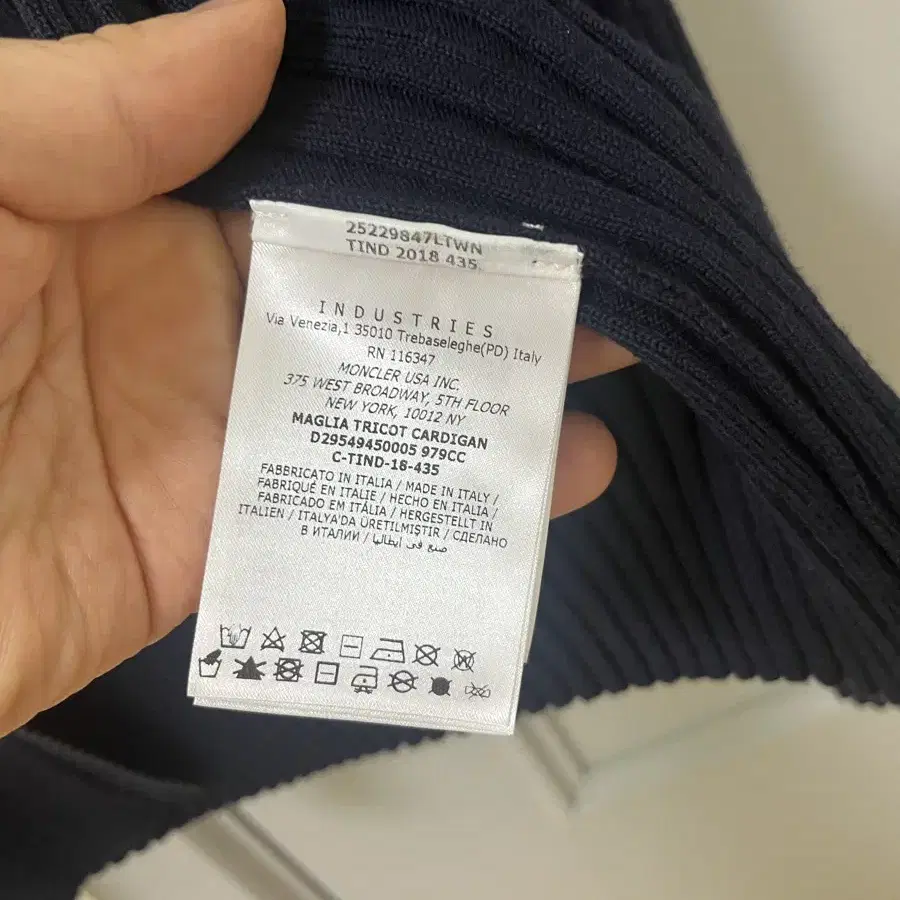 25229847LTWN
TIND 2018 435
INDUSTRIES
Via Venezia,1 35010 Trebaseleghe(PD) Italy
RN 116347
MONCLER USA INC.
375 WEST BROADWAY, 5TH FLOOR
NEW YORK, 10012 NY
MAGLIA TRICOT CARDIGAN
D29549450005 979CC
C-TIND-18-435
FABBRICATO IN ITALIA / MADE IN ITALY /
FABRIQUÉ EN ITALIE / HECHO EN ITALIA /
FABRICADO EM ITÁLIA / HERGESTELLT IN
ITALIEN / ITALYA'DA ÜRETILMIŞTIR / СДЕЛАНО
В ИТАЛИИ / صنع في ايطاليا